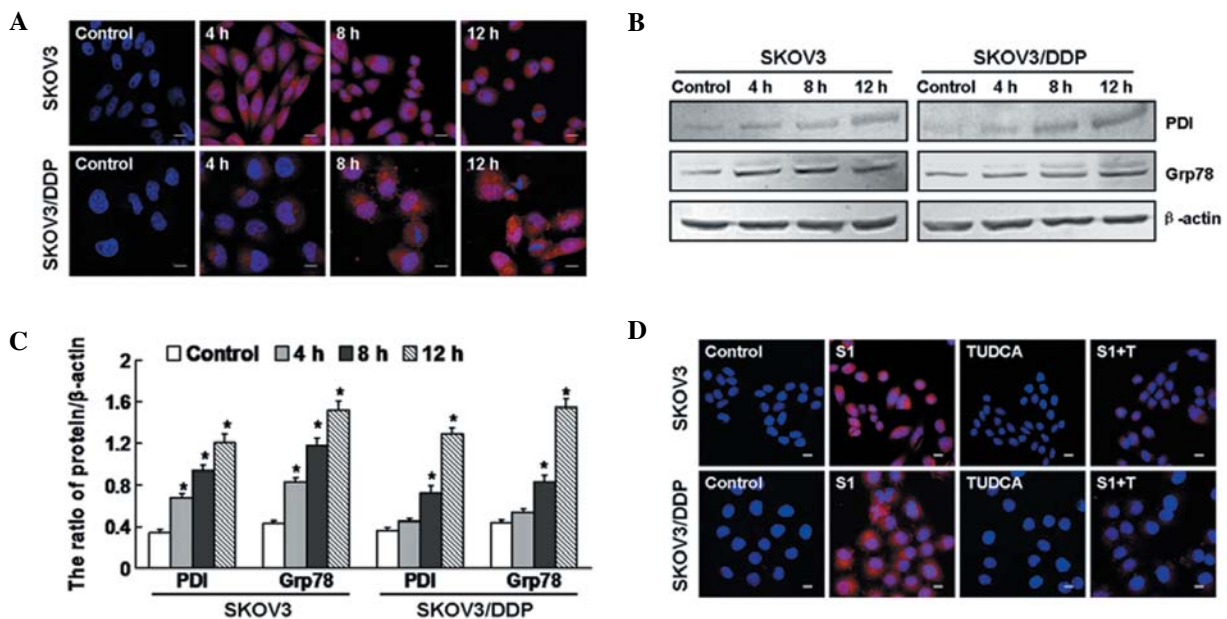 A
Control 4 h 8 h 12 h
SKOV3
Control 4 h 8 h 12 h
SKOV3/DDP
B
SKOV3 SKOV3/DDP
Control 4 h 8 h 12 h Control 4 h 8 h 12 h
PDI
Grp78
β-actin
C
Control 4 h 8 h 12 h
The ratio of protein/β-actin
2
1.6
1.2
0.8
0.4
0
* * * * * * * * * *
PDI Grp78 PDI Grp78
SKOV3 SKOV3/DDP
D
Control S1 TUDCA S1+T
SKOV3
Control S1 TUDCA S1+T
SKOV3/DDP